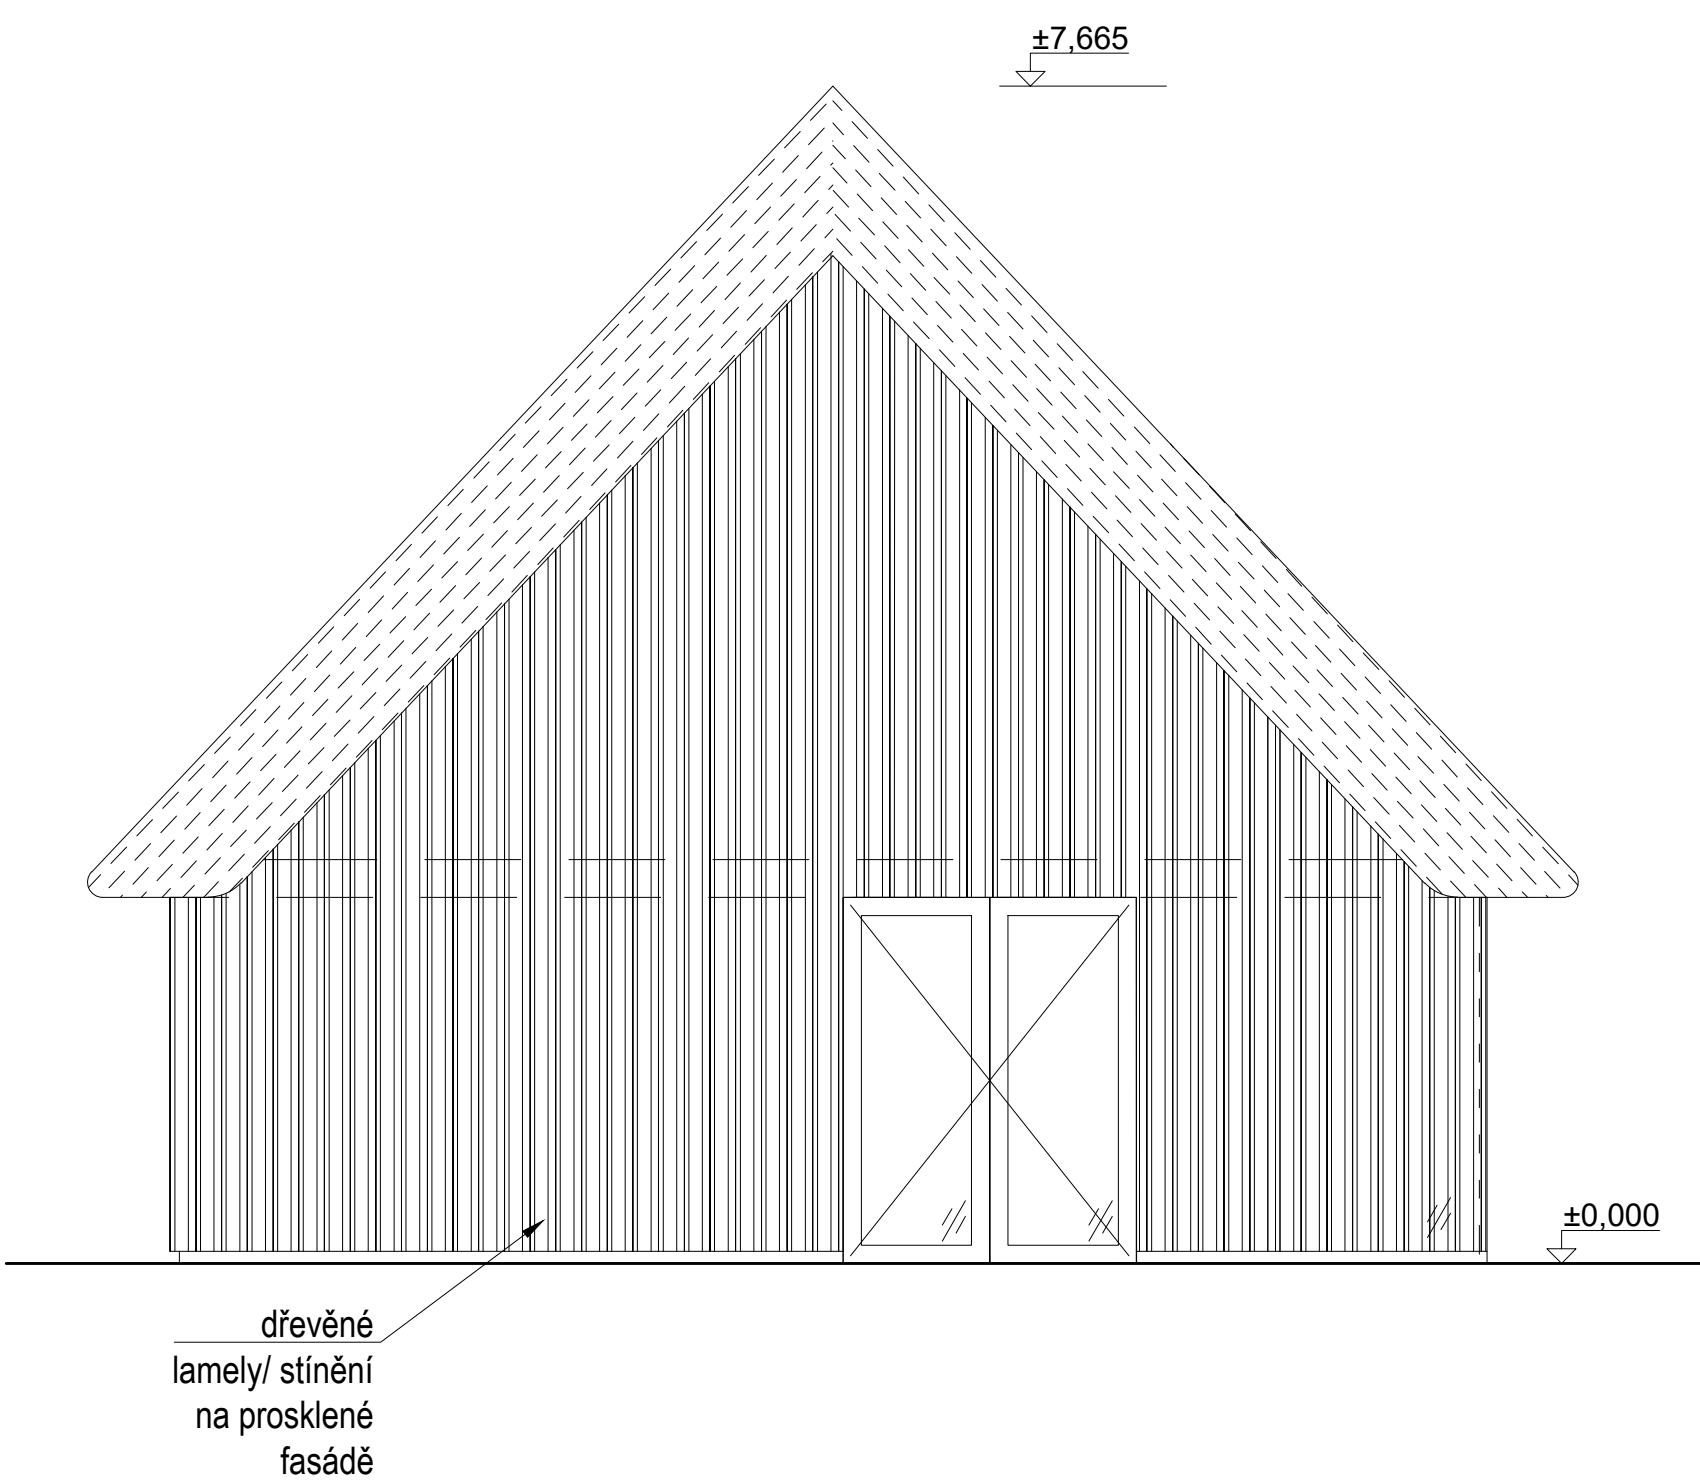 ±7,665
±0,000
dřevěné
lamely/ stínění
na prosklené
fasádě